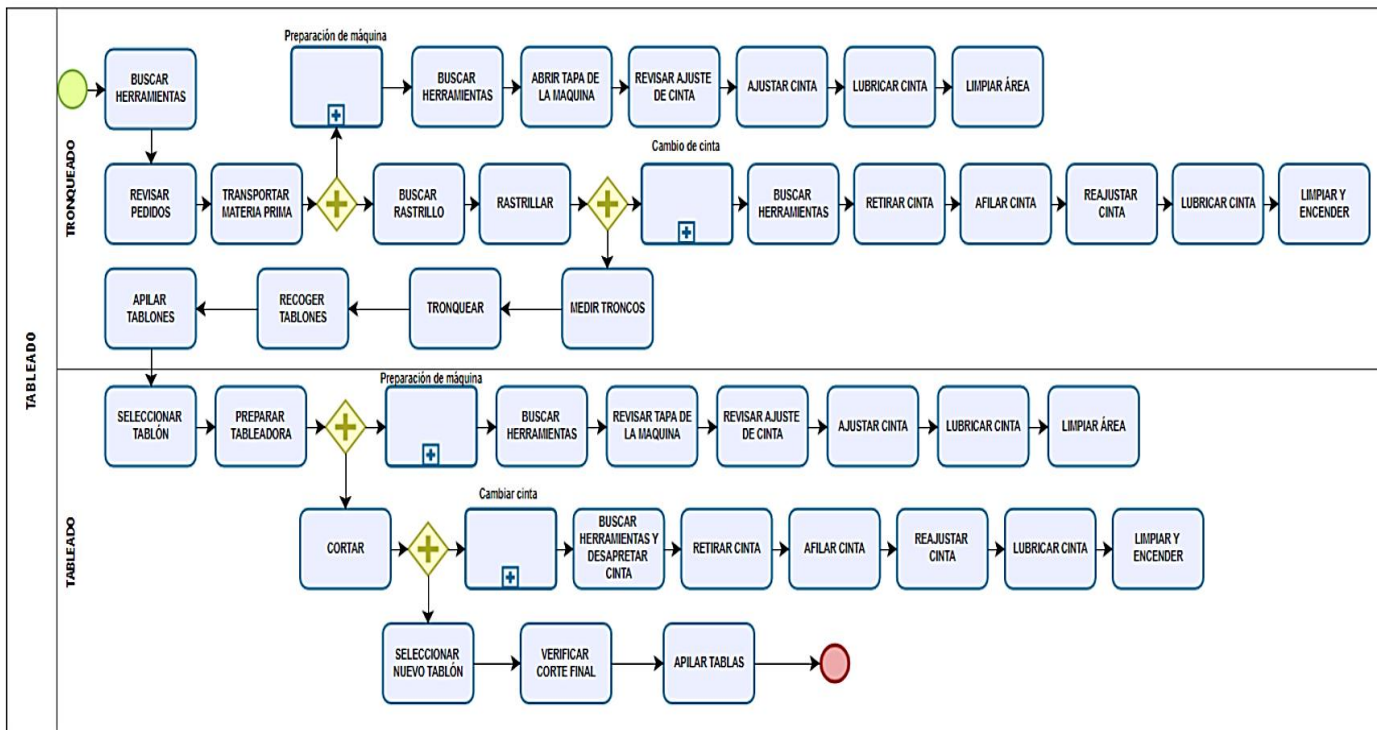 TABLEADO
TRONQUEADO
BUSCAR
HERRAMIENTAS
Preparación de máquina
BUSCAR
HERRAMIENTAS
ABRIR TAPA DE
LA MAQUINA
REVISAR AJUSTE
DE CINTA
AJUSTAR CINTA
LUBRICAR CINTA
LIMPIAR ÁREA
REVISAR
PEDIDOS
TRANSPORTAR
MATERIA PRIMA
BUSCAR
RASTRILLO
RASTRILLAR
Cambio de cinta
BUSCAR
HERRAMIENTAS
RETIRAR CINTA
AFILAR CINTA
REAJUSTAR
CINTA
LUBRICAR CINTA
LIMPIAR Y
ENCENDER
APILAR
TABLONES
RECOGER
TABLONES
TRONQUEAR
MEDIR TRONCOS
TABLEADO
SELECCIONAR
TABLÓN
PREPARAR
TABLEADORA
Preparación de máquina
BUSCAR
HERRAMIENTAS
REVISAR TAPA DE
LA MAQUINA
REVISAR AJUSTE
DE CINTA
AJUSTAR CINTA
LUBRICAR CINTA
LIMPIAR ÁREA
CORTAR
Cambiar cinta
BUSCAR
HERRAMIENTAS Y
DESAPRETAR
CINTA
RETIRAR CINTA
AFILAR CINTA
REAJUSTAR
CINTA
LUBRICAR CINTA
LIMPIAR Y
ENCENDER
SELECCIONAR
NUEVO TABLÓN
VERIFICAR
CORTE FINAL
APILAR TABLAS